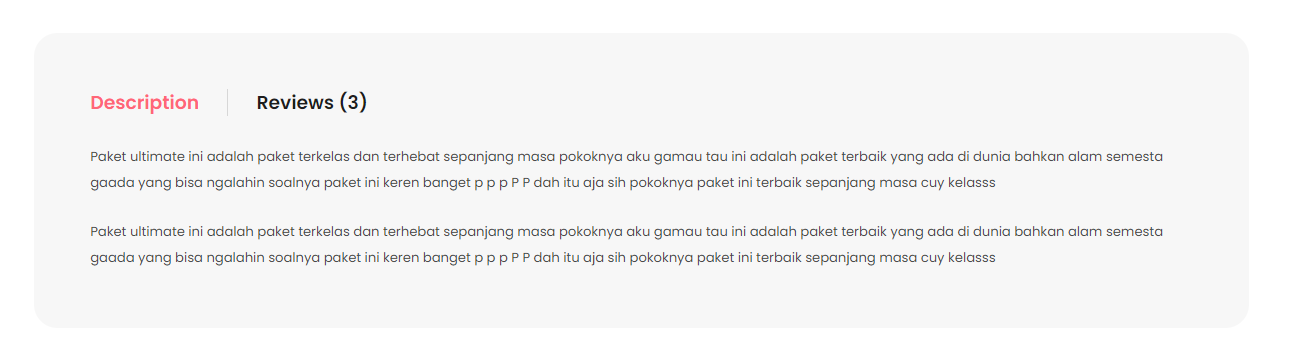 Description Reviews (3)
Paket ultimate ini adalah paket terkelas dan terhebat sepanjang masa pokoknya aku gamau tau ini adalah paket terbaik yang ada di dunia bahkan alam semesta
gaada yang bisa ngalahin soalnya paket ini keren banget p p p P P dah itu aja sih pokoknya paket ini terbaik sepanjang masa cuy kelasss
Paket ultimate ini adalah paket terkelas dan terhebat sepanjang masa pokoknya aku gamau tau ini adalah paket terbaik yang ada di dunia bahkan alam semesta
gaada yang bisa ngalahin soalnya paket ini keren banget p p p P P dah itu aja sih pokoknya paket ini terbaik sepanjang masa cuy kelasss